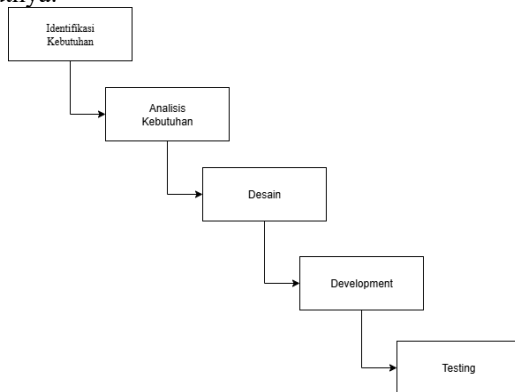 Identifikasi
Kebutuhan
Analisis
Kebutuhan
Desain
Development
Testing